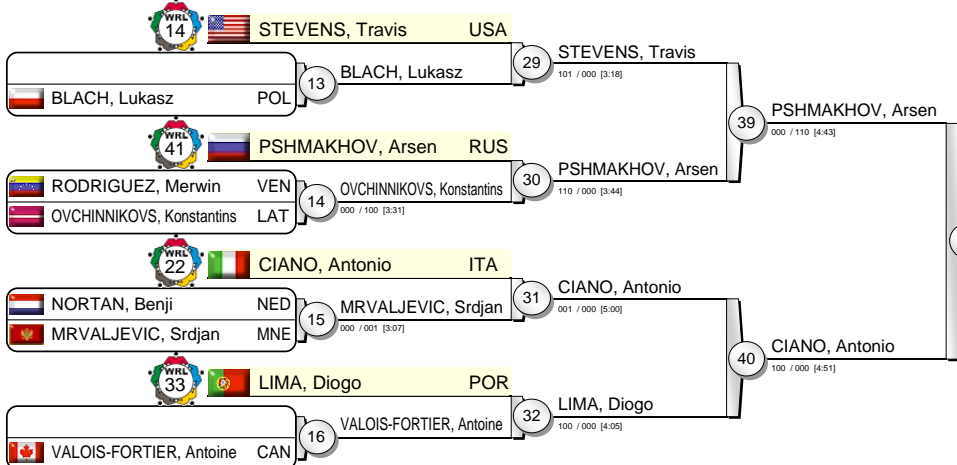 WRL
14
STEVENS, Travis USA
BLACH, Lukasz POL
13
BLACH, Lukasz
29
STEVENS, Travis
101 / 000 [3:18]
WRL
41
PSHMAKHOV, Arsen RUS
RODRIGUEZ, Merwin VEN
OVCHINNIKOVS, Konstantins LAT
14
OVCHINNIKOVS, Konstantins
000 / 100 [3:31]
30
PSHMAKHOV, Arsen
110 / 000 [3:44]
39
PSHMAKHOV, Arsen
000 / 110 [4:43]
WRL
22
CIANO, Antonio ITA
NORTAN, Benji NED
MRVALJEVIC, Srdjan MNE
15
MRVALJEVIC, Srdjan
000 / 001 [3:07]
31
CIANO, Antonio
001 / 000 [5:00]
WRL
33
LIMA, Diogo POR
VALOIS-FORTIER, Antoine CAN
16
VALOIS-FORTIER, Antoine
32
LIMA, Diogo
100 / 000 [4:05]
40
CIANO, Antonio
100 / 000 [4:51]